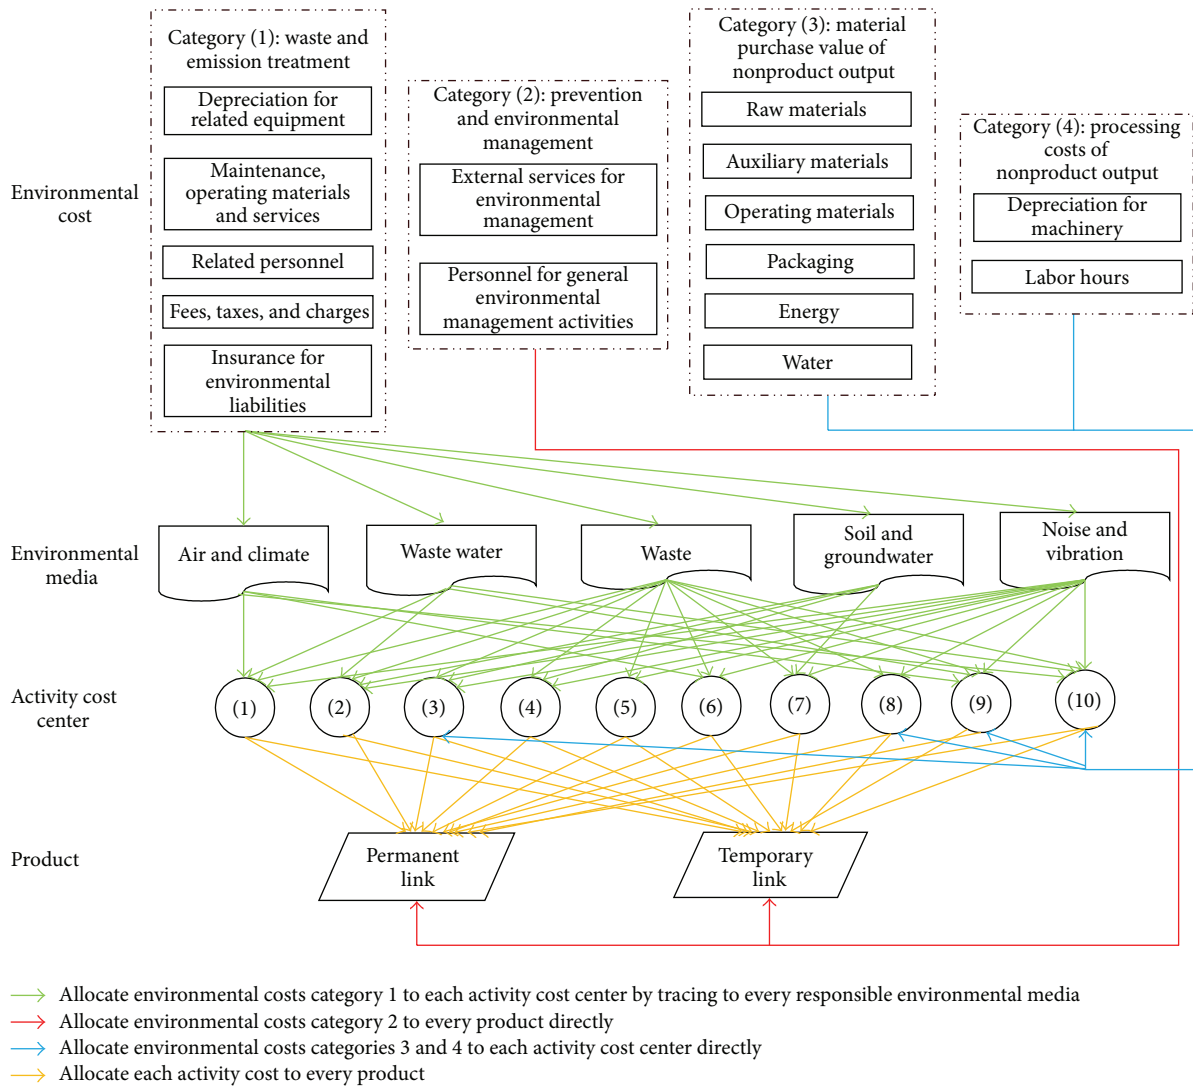 Environmental
cost
Category (1): waste and
emission treatment
Depreciation for
related equipment
Maintenance,
operating materials
and services
Related personnel
Fees, taxes, and charges
Insurance for
environmental
liabilities
Category (2): prevention
and environmental
management
External services for
environmental
management
Personnel for general
environmental
management activities
Category (3): material
purchase value of
nonproduct output
Raw materials
Auxiliary materials
Operating materials
Packaging
Energy
Water
Category (4): processing
costs of
nonproduct output
Depreciation for
machinery
Labor hours
Environmental
media
Air and climate
Waste water
Waste
Soil and
groundwater
Noise and
vibration
Activity cost
center
(1)
(2)
(3)
(4)
(5)
(6)
(7)
(8)
(9)
(10)
Product
Permanent
link
Temporary
link
Allocate environmental costs category 1 to each activity cost center by tracing to every responsible environmental media
Allocate environmental costs category 2 to every product directly
Allocate environmental costs categories 3 and 4 to each activity cost center directly
Allocate each activity cost to every product